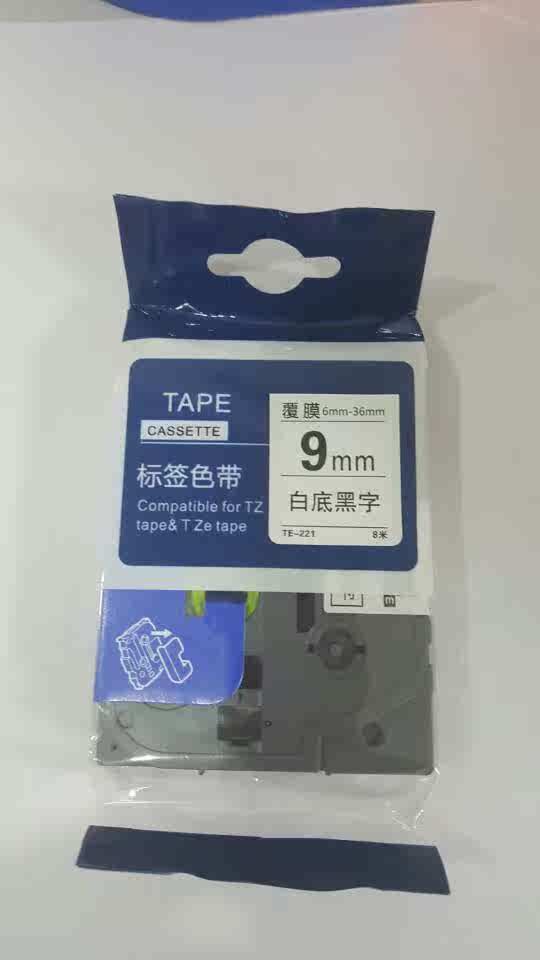 TAPE
CASSETTE
标签色带
Compatible for TZ
tape& T Ze tape
覆膜 6mm-36mm
9mm
白底黑字
TE-221 8米